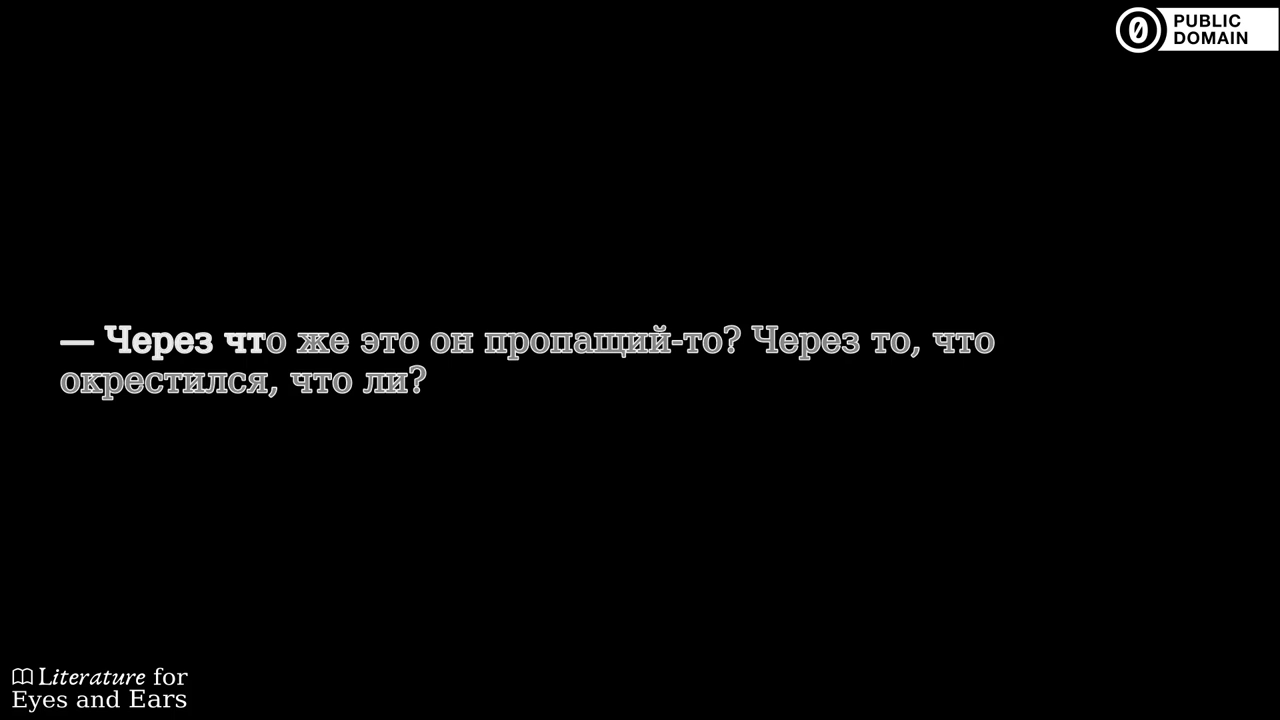 PUBLIC
DOMAIN
— Через что же это он пропащий-то? Через то, что
окрестился, что ли?
Literature for
Eyes and Ears